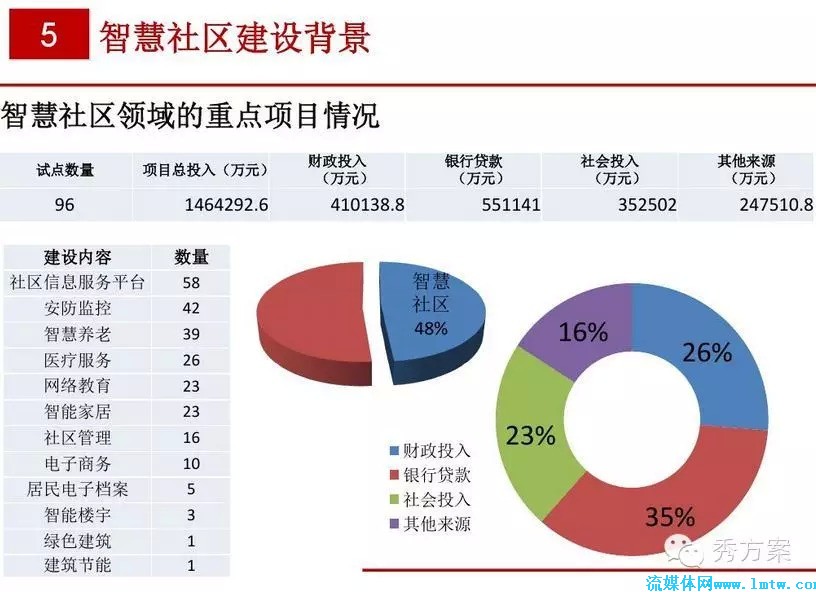 5 智慧社区建设背景
智慧社区领域的重点项目情况
试点数量 项目总投入（万元） 财政投入（万元） 银行贷款（万元） 社会投入（万元） 其他来源（万元）
96 1464292.6 410138.8 551141 352502 247510.8
建设内容 数量
社区信息服务平台 58
安防监控 42
智慧养老 39
医疗服务 26
网络教育 23
智能家居 23
社区管理 16
电子商务 10
居民电子档案 5
智能楼宇 3
绿色建筑 1
建筑节能 1
智慧
社区
48%
财政投入
银行贷款
社会投入
其他来源
16%
26%
23%
35%
秀方案
流媒体网www.lmtw.com